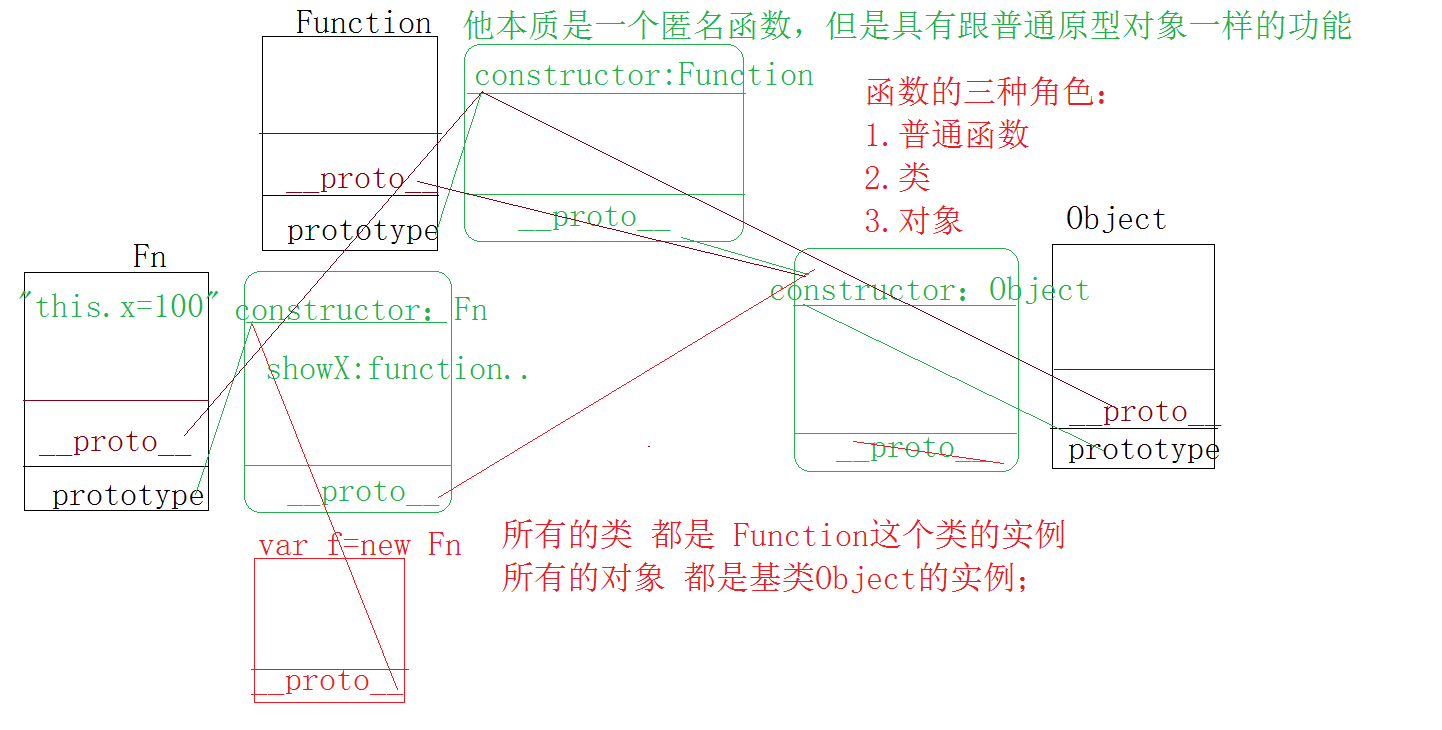 Function
他本质是一个匿名函数，但是具有跟普通原型对象一样的功能
constructor:Function
函数的三种角色：
1.普通函数
2.类
3.对象
__proto__
prototype
__proto__
Object
Fn
"this.x=100"
constructor：Fn
showX:function..
constructor：Object
__proto__
prototype
__proto__
__proto__
__proto__
prototype
var f=new Fn
所有的类 都是 Function这个类的实例
所有的对象 都是基类Object的实例；
__proto__